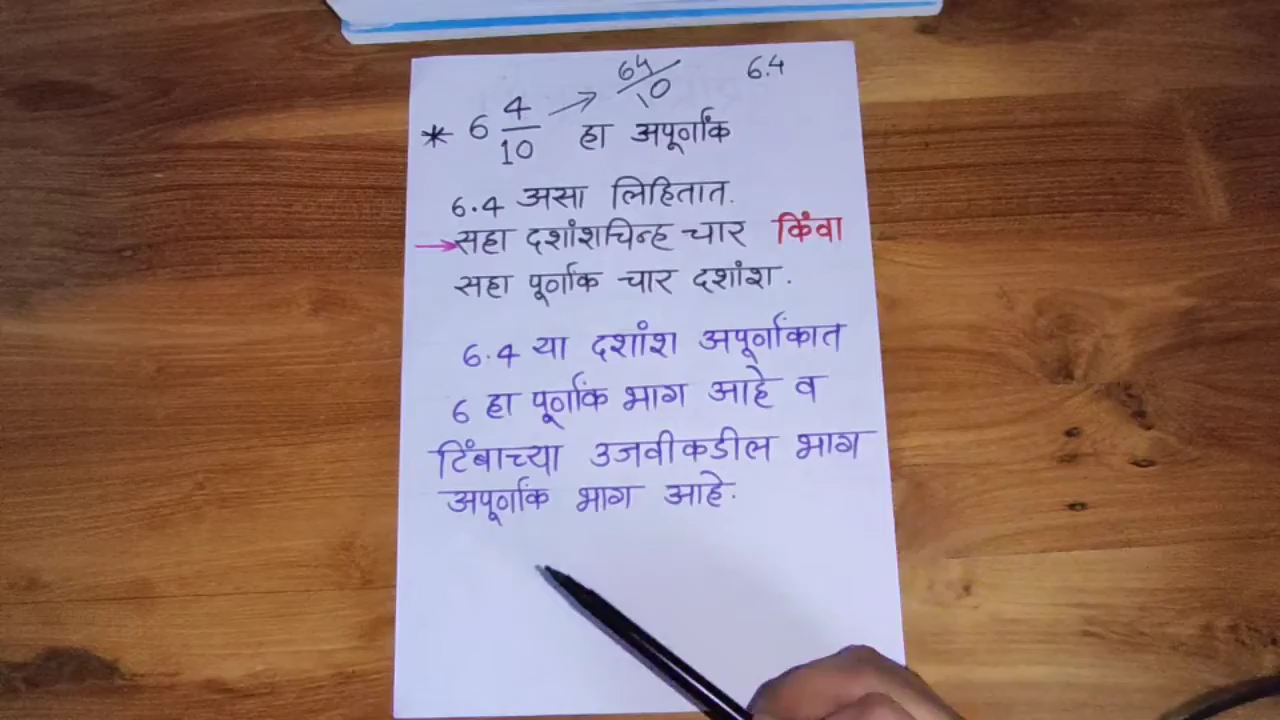 64/10 6.4
* 6 4/10 → हा अपूर्णांक
6.4 असा लिहितात.
→सहा दशांशचिन्ह चार किंवा
सहा पूर्णांक चार दशांश.
6.4 या दशांश अपूर्णांकात
6 हा पूर्णांक भाग आहे व
टिंबाच्या उजवीकडील भाग
अपूर्णांक भाग आहे.